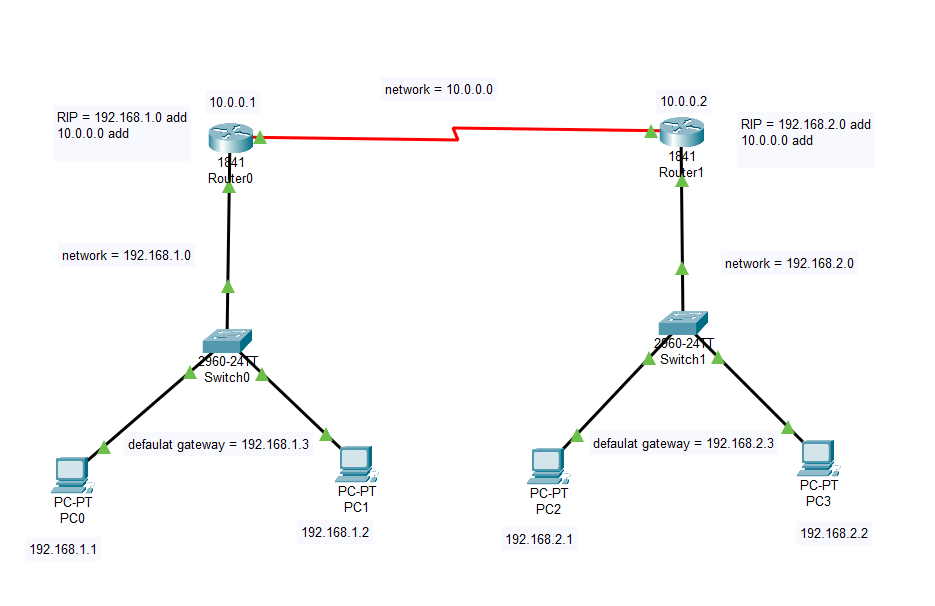 network = 10.0.0.0
10.0.0.1
10.0.0.2
RIP = 192.168.1.0 add
10.0.0.0 add
RIP = 192.168.2.0 add
10.0.0.0 add
1841
Router0
1841
Router1
network = 192.168.1.0
network = 192.168.2.0
2960-24TT
Switch0
2960-24TT
Switch1
defaulat gateway = 192.168.1.3
defaulat gateway = 192.168.2.3
PC-PT
PC0
PC-PT
PC1
PC-PT
PC2
PC-PT
PC3
192.168.1.1
192.168.1.2
192.168.2.1
192.168.2.2